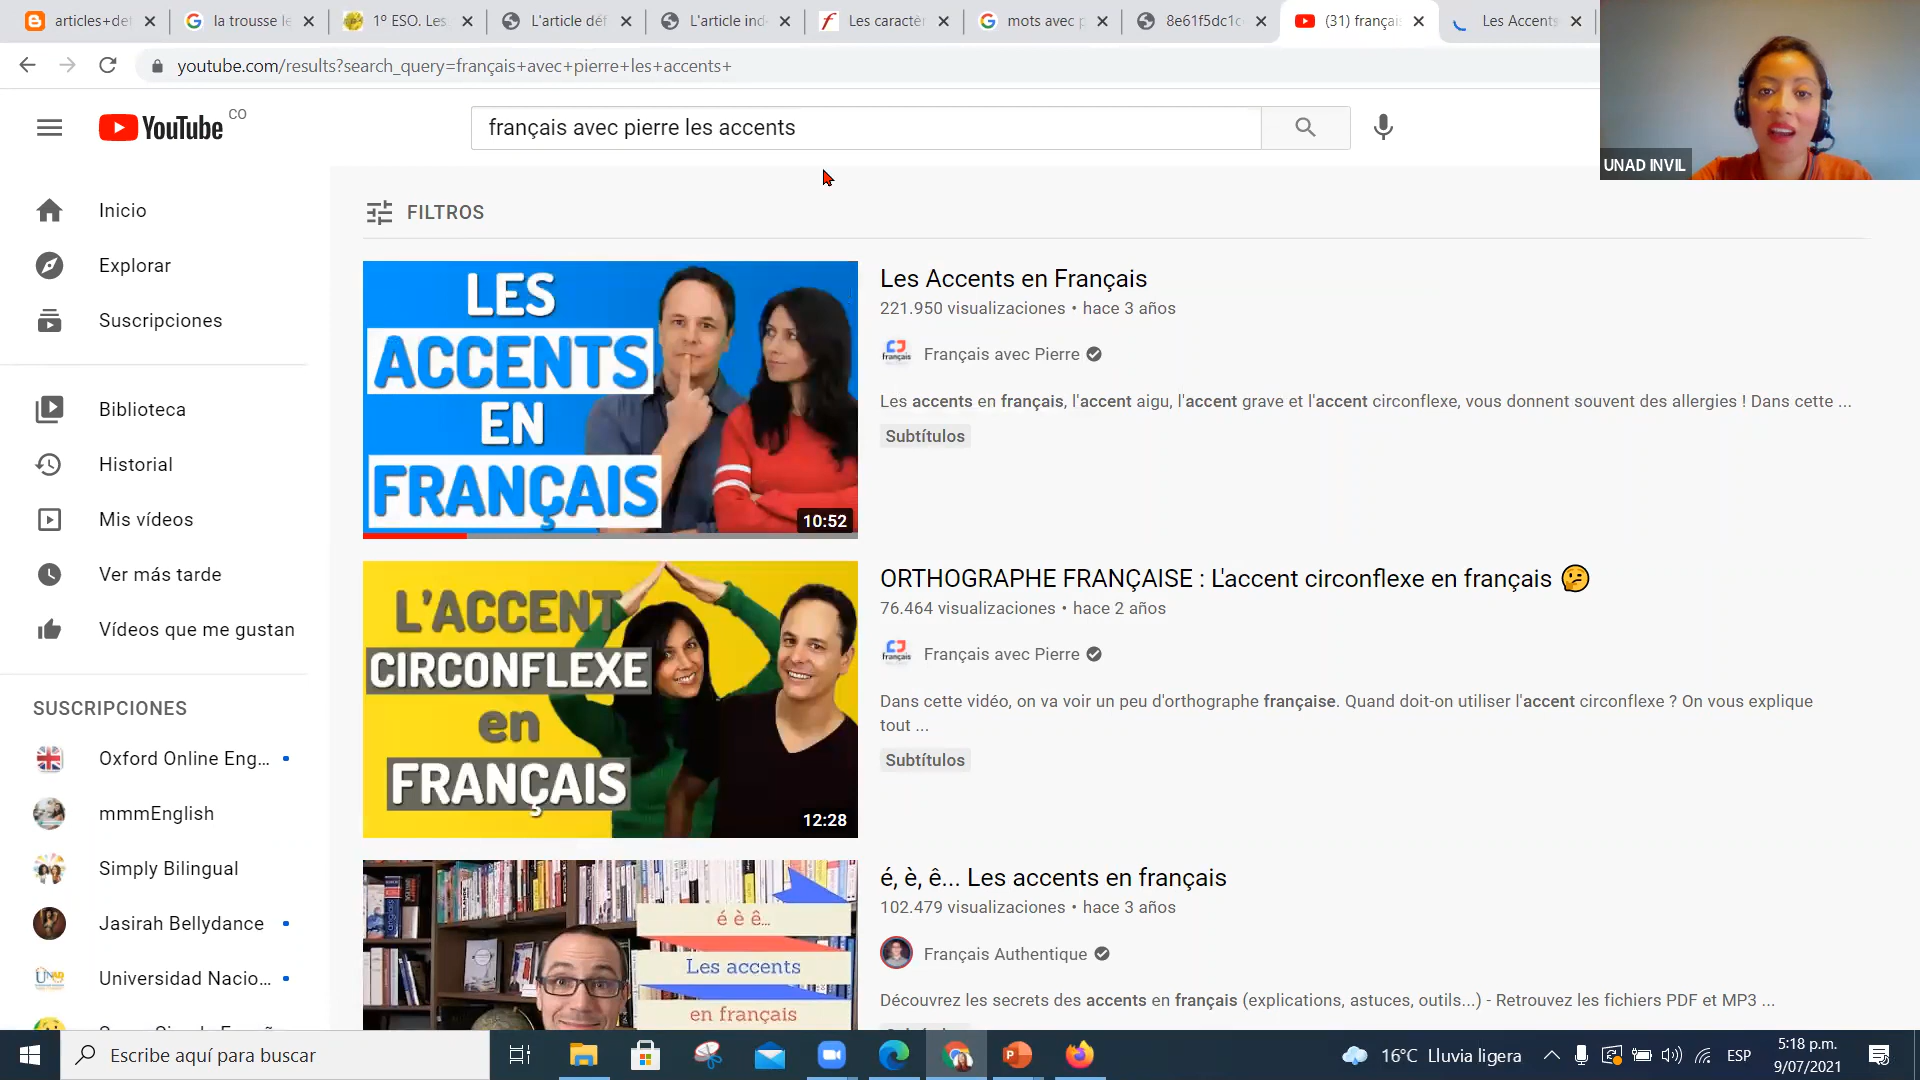 articles+def
la trousse le
1º ESO. Les
L'article déf
L'article ind
Les caractèr
mots avec p
8e61f5dc1c
(31) françai
Les Accents
youtube.com/results?search_query=français+avec+pierre+les+accents+
YouTube CO
français avec pierre les accents
UNAD INVIL
Inicio
Explorar
Suscripciones
Biblioteca
Historial
Mis vídeos
Ver más tarde
Vídeos que me gustan
SUSCRIPCIONES
Oxford Online Eng...
mmmEnglish
Simply Bilingual
Jasirah Bellydance
Universidad Nacio...
FILTROS
LES
ACCENTS
EN
FRANÇAIS
10:52
Les Accents en Français
221.950 visualizaciones • hace 3 años
Français avec Pierre
Les accents en français, l'accent aigu, l'accent grave et l'accent circonflexe, vous donnent souvent des allergies ! Dans cette ...
Subtítulos
L'ACCENT
CIRCONFLEXE
en
FRANÇAIS
12:28
ORTHOGRAPHE FRANÇAISE : L'accent circonflexe en français 🤔
76.464 visualizaciones • hace 2 años
Français avec Pierre
Dans cette vidéo, on va voir un peu d'orthographe française. Quand doit-on utiliser l'accent circonflexe ? On vous explique
tout ...
Subtítulos
é è ê...
Les accents
en français
é, è, ê... Les accents en français
102.479 visualizaciones • hace 3 años
Français Authentique
Découvrez les secrets des accents en français (explications, astuces, outils...) - Retrouvez les fichiers PDF et MP3 ...
Escribe aquí para buscar
16°C Lluvia ligera
ESP
5:18 p.m.
9/07/2021